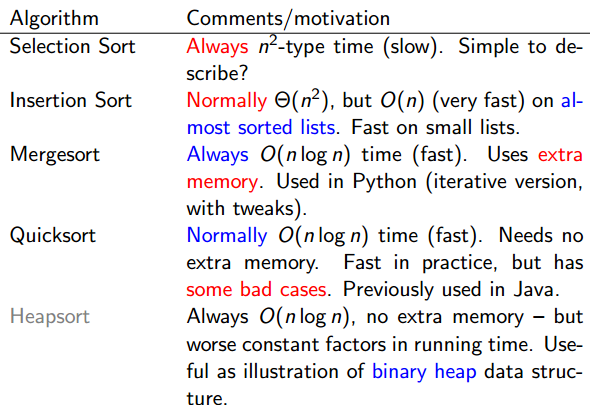 Algorithm Comments/motivation
Selection Sort Always n²-type time (slow). Simple to de-
scribe?
Insertion Sort Normally Θ(n²), but O(n) (very fast) on al-
most sorted lists. Fast on small lists.
Mergesort Always O(n log n) time (fast). Uses extra
memory. Used in Python (iterative version,
with tweaks).
Quicksort Normally O(n log n) time (fast). Needs no
extra memory. Fast in practice, but has
some bad cases. Previously used in Java.
Heapsort Always O(n log n), no extra memory – but
worse constant factors in running time. Use-
ful as illustration of binary heap data struc-
ture.